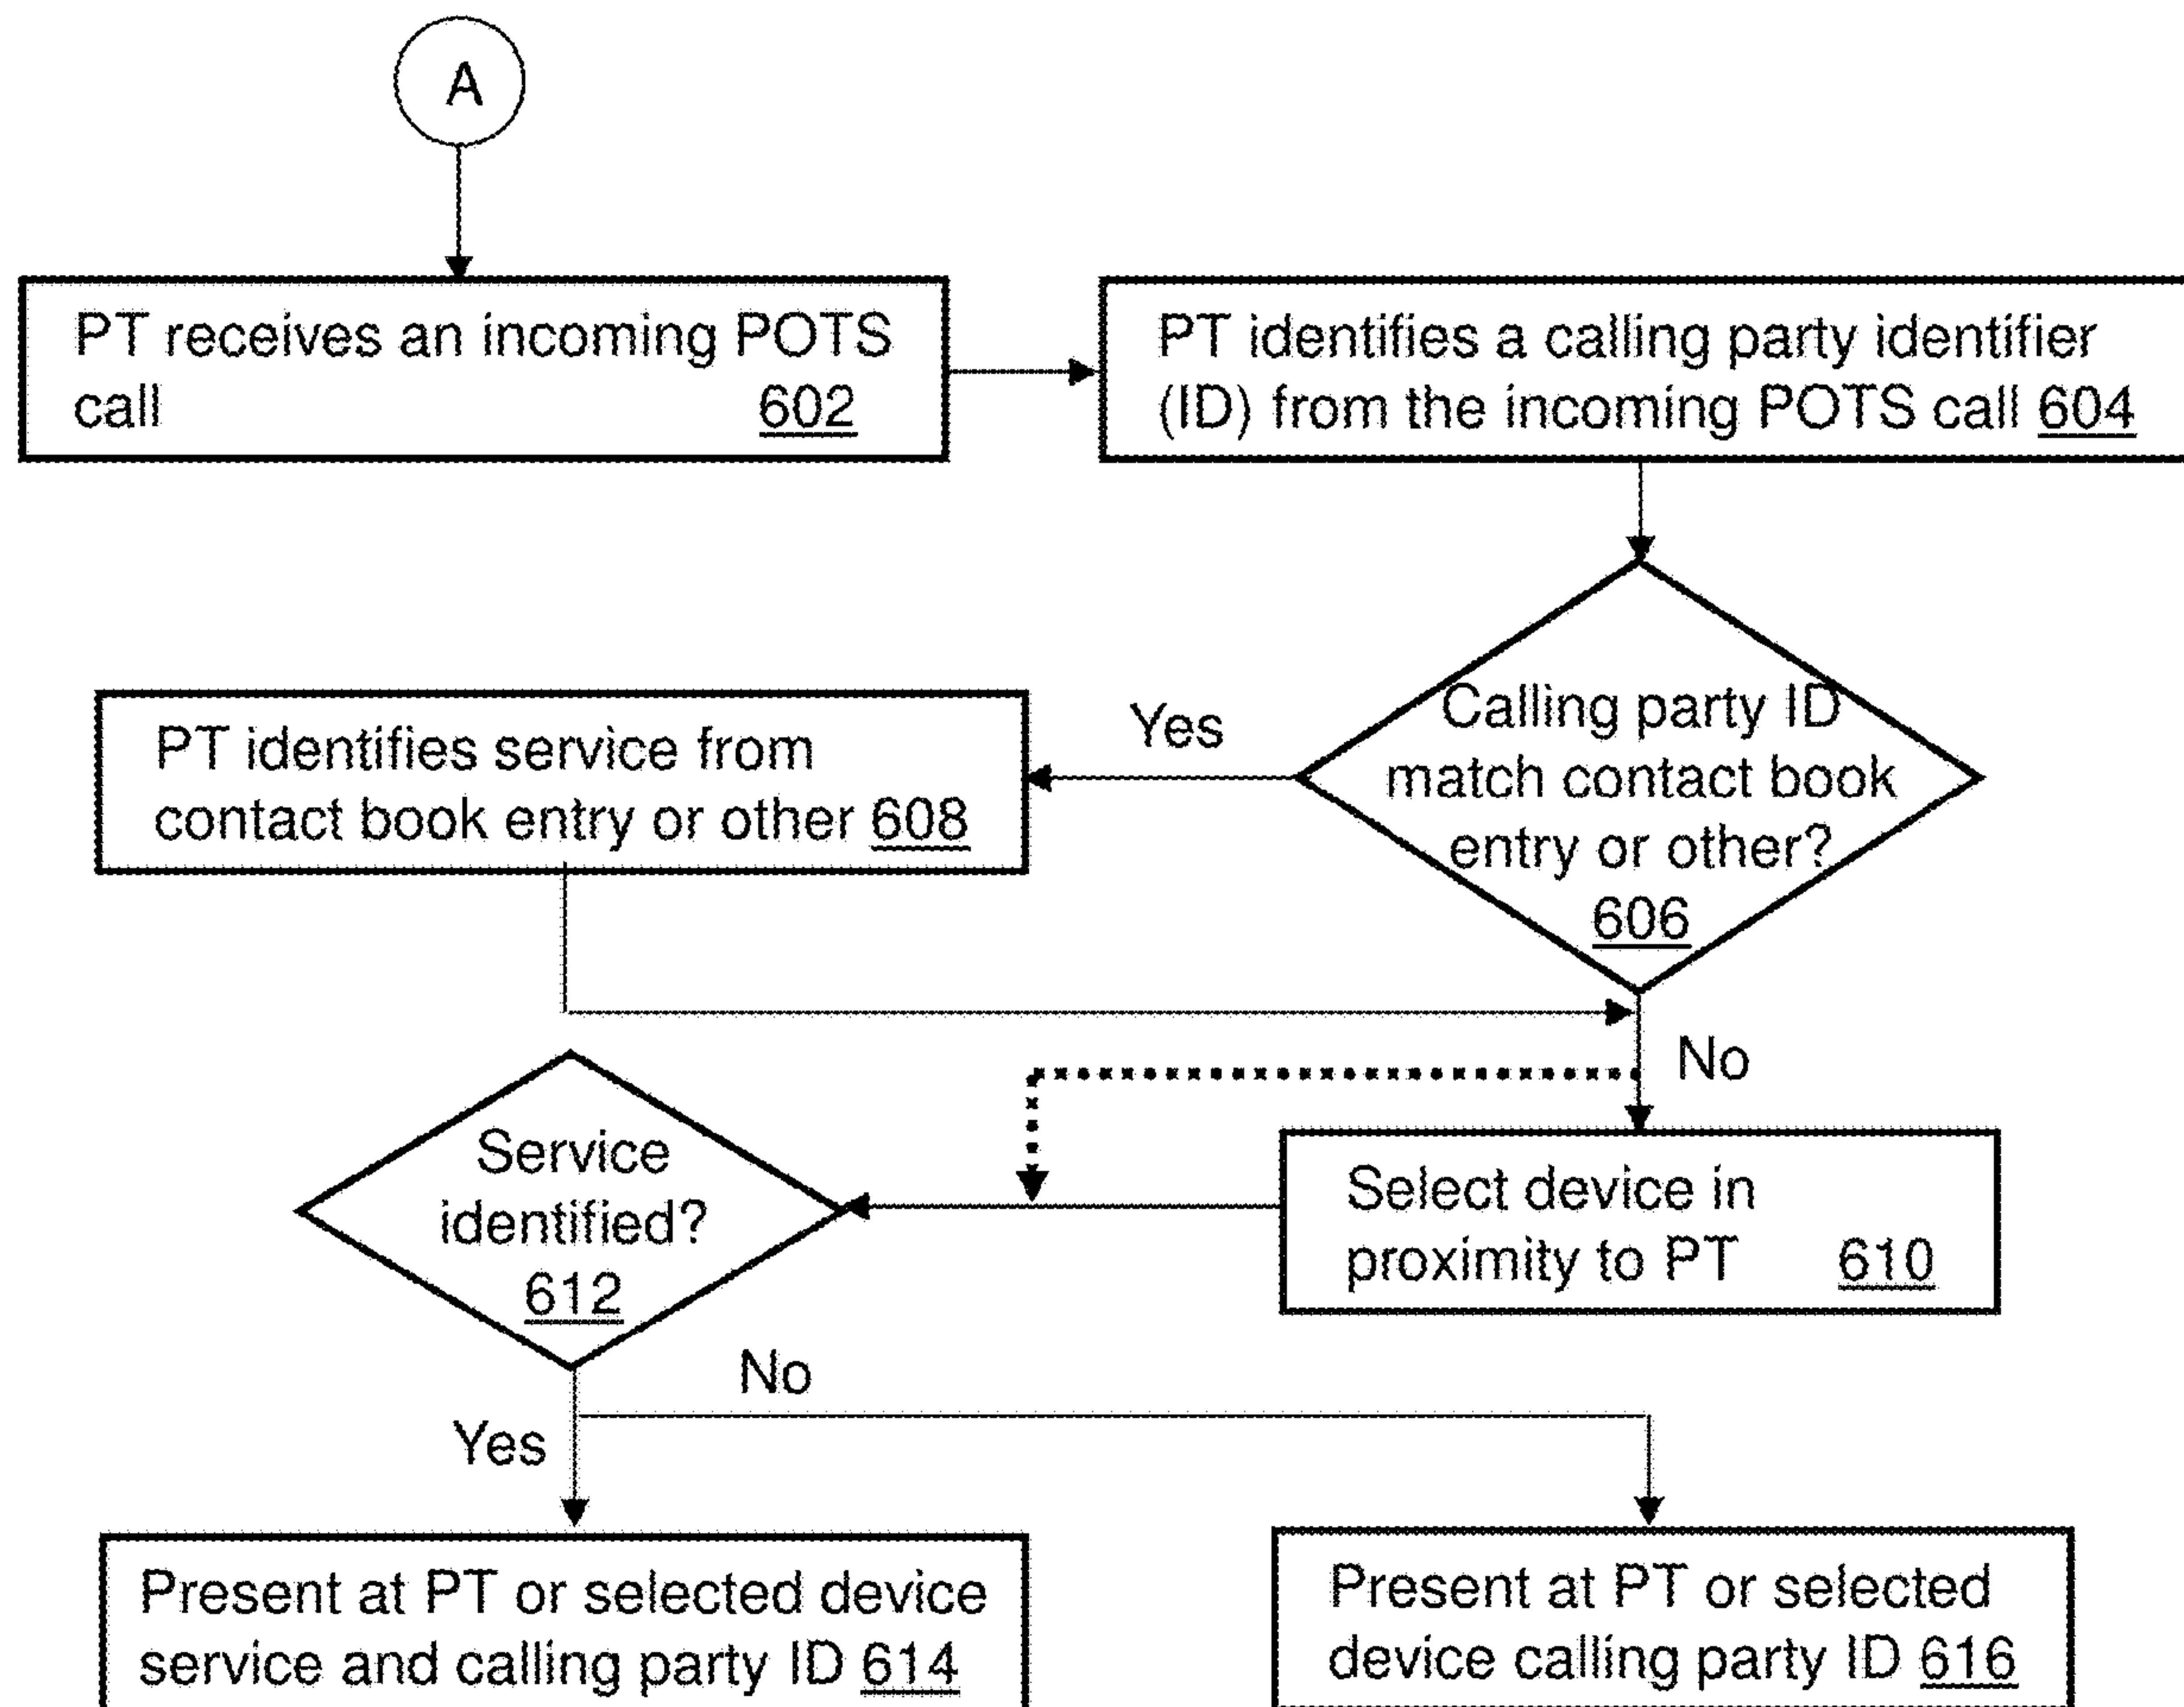 A
PT receives an incoming POTS
call 602
PT identifies a calling party identifier
(ID) from the incoming POTS call 604
Calling party ID
match contact book
entry or other?
606
Yes
PT identifies service from
contact book entry or other 608
No
Select device in
proximity to PT 610
Service
identified?
612
No
Yes
Present at PT or selected device
service and calling party ID 614
Present at PT or selected
device calling party ID 616